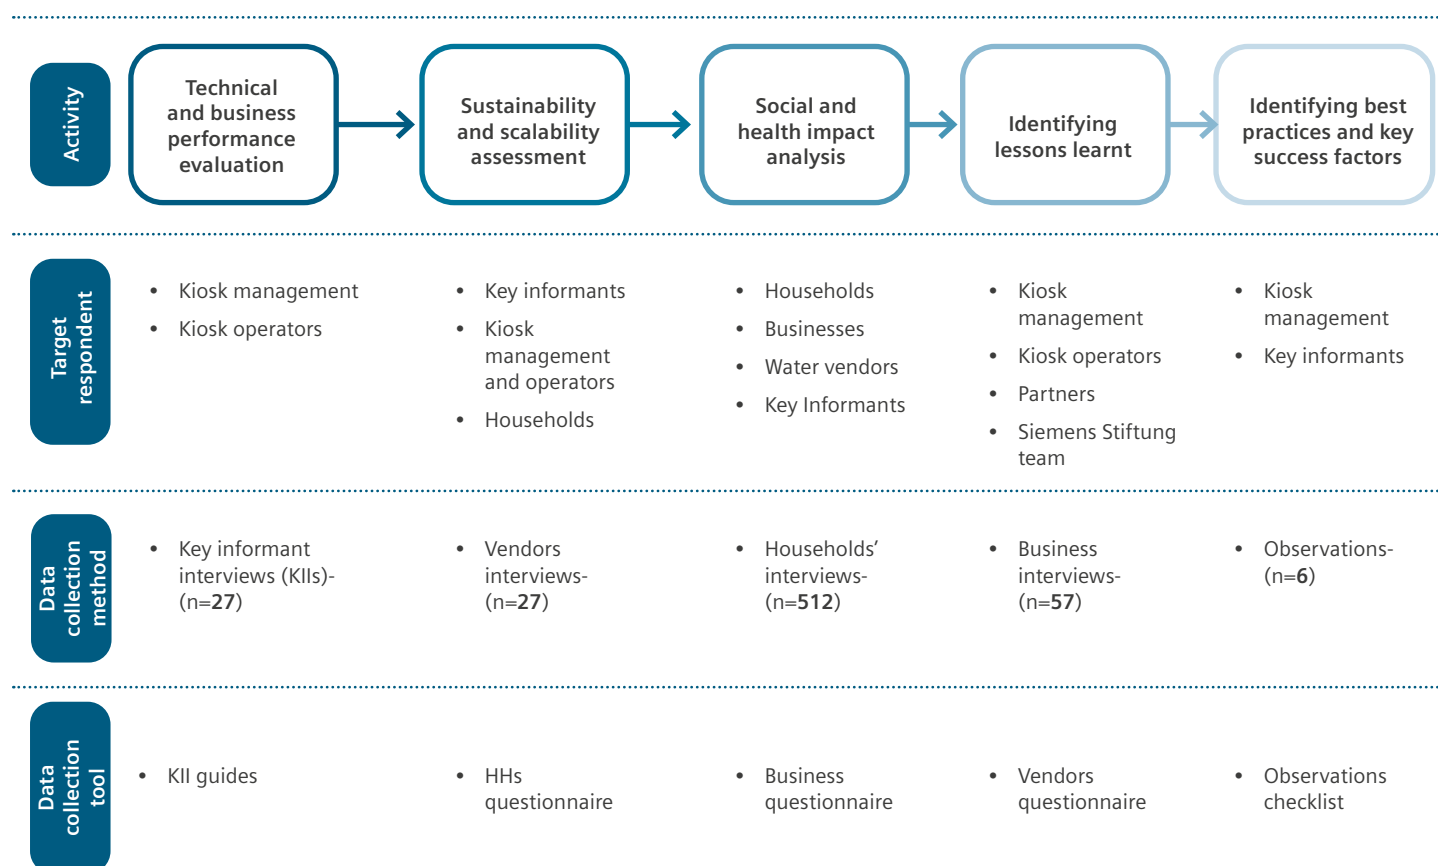 Activity
Technical
and business
performance
evaluation
Sustainability
and scalability
assessment
Social and
health impact
analysis
Identifying
lessons learnt
Identifying best
practices and key
success factors
Target
respondent
• Kiosk management
• Kiosk operators
• Key informants
• Kiosk
management
and operators
• Households
• Households
• Businesses
• Water vendors
• Key Informants
• Kiosk
management
• Kiosk operators
• Partners
• Siemens Stiftung
team
• Kiosk
management
• Key informants
Data
collection
method
• Key informant
interviews (KIIs)-
(n=27)
• Vendors
interviews-
(n=27)
• Households’
interviews-
(n=512)
• Business
interviews-
(n=57)
• Observations-
(n=6)
Data
collection
tool
• KII guides
• HHs
questionnaire
• Business
questionnaire
• Vendors
questionnaire
• Observations
checklist